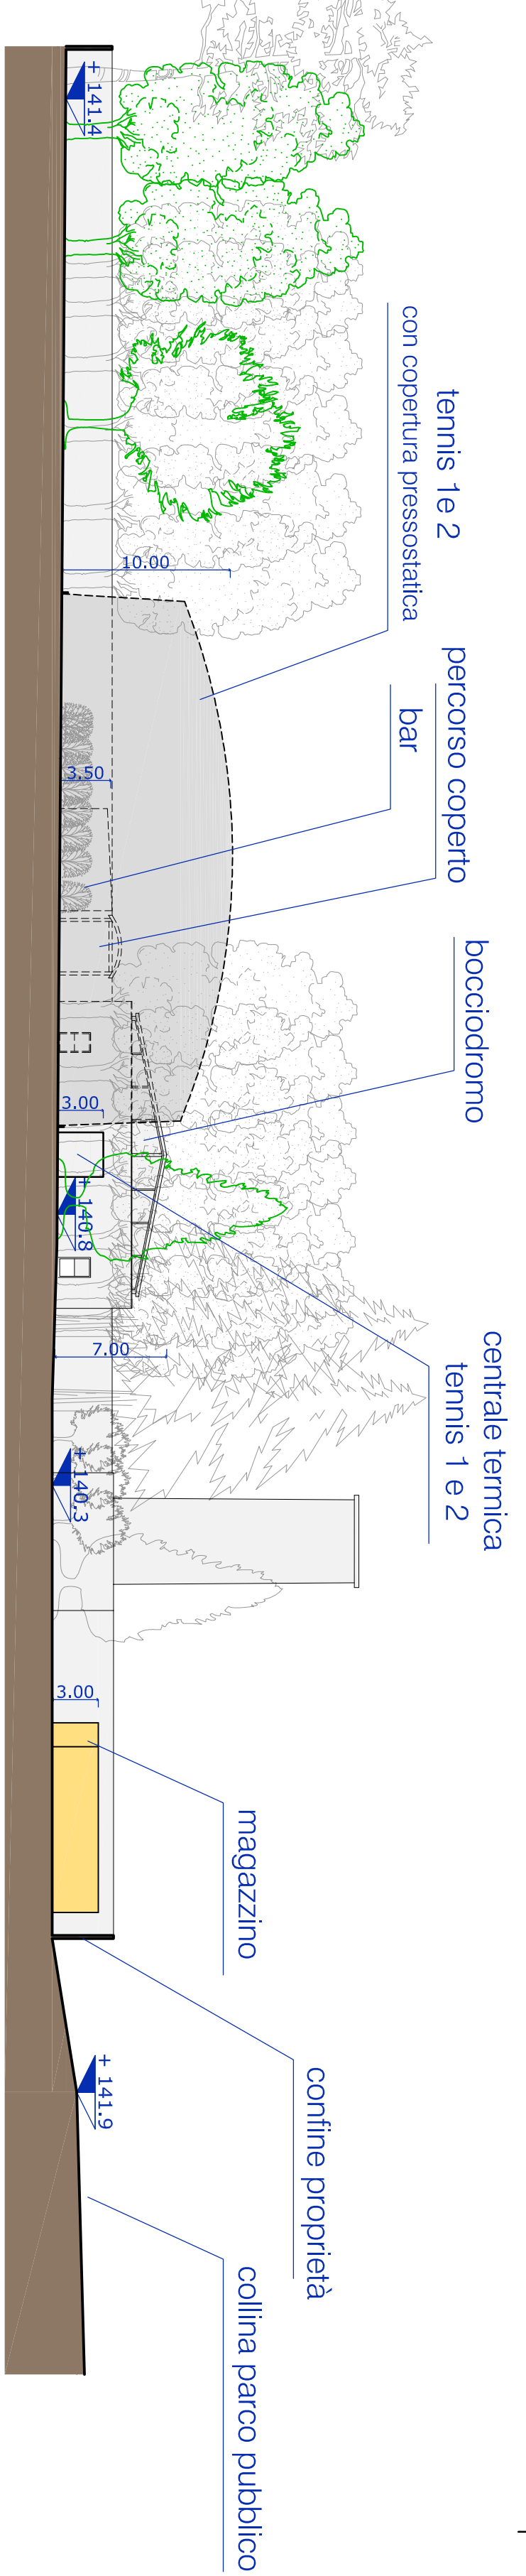 tennis 1e 2
con copertura pressostatica
percorso coperto
bar
bocciodromo
centrale termica
tennis 1 e 2
magazzino
confine proprietà
collina parco pubblico
+ 141.4
10.00
3.50
3.00
+ 140.8
7.00
+ 140.3
3.00
+ 141.9